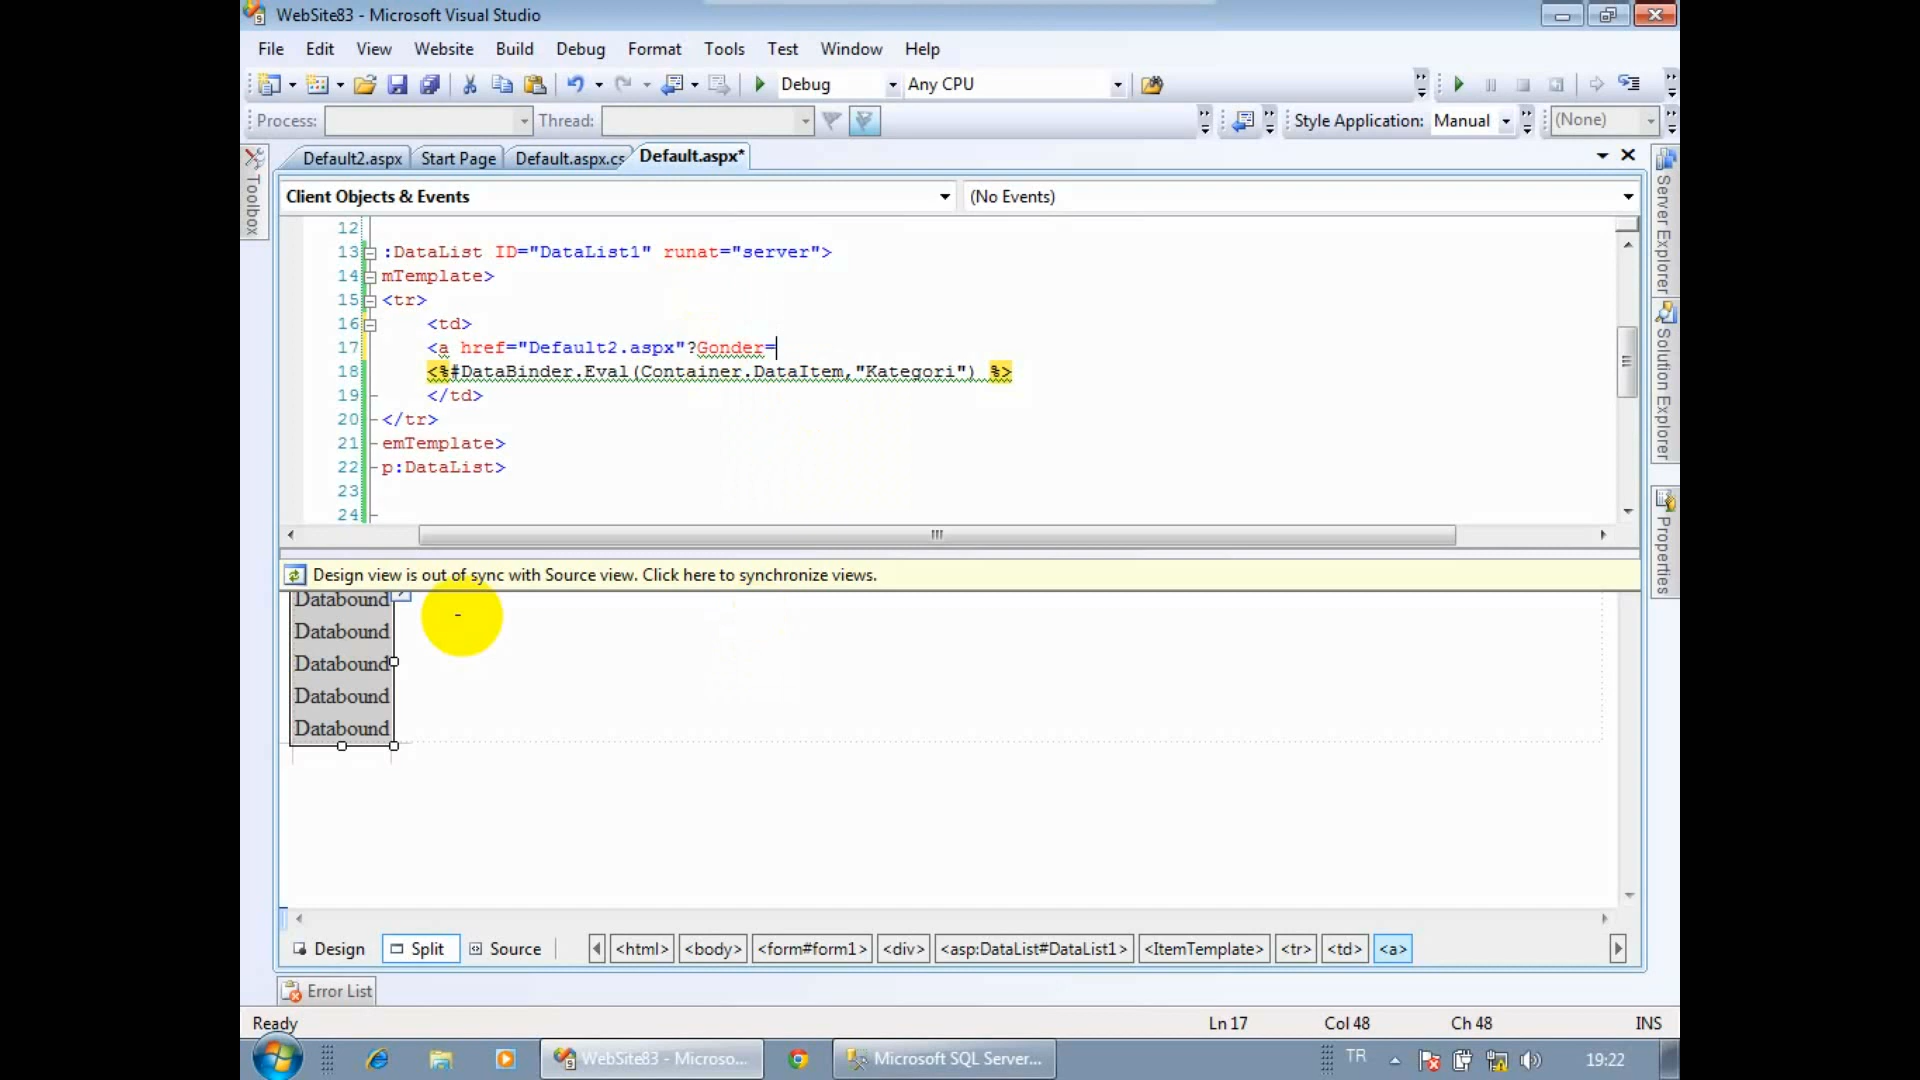 WebSite83 - Microsoft Visual Studio
File Edit View Website Build Debug Format Tools Test Window Help
Debug Any CPU
Process: Thread: Style Application: Manual (None)
Default2.aspx Start Page Default.aspx.cs Default.aspx*
Toolbox
Server Explorer
Solution Explorer
Properties
Client Objects & Events (No Events)
12
13 :DataList ID="DataList1" runat="server">
14 mTemplate>
15 <tr>
16 <td>
17 <a href="Default2.aspx"?Gonder=
18 <%#DataBinder.Eval(Container.DataItem,"Kategori") %>
19 </td>
20 </tr>
21 emTemplate>
22 p:DataList>
23
24
Design view is out of sync with Source view. Click here to synchronize views.
Databound
Databound
Databound
Databound
Databound
Design Split Source <html> <body> <form#form1> <div> <asp:DataList#DataList1> <ItemTemplate> <tr> <td> <a>
Error List
Ready Ln 17 Col 48 Ch 48 INS
WebSite83 - Microso... Microsoft SQL Server... TR 19:22